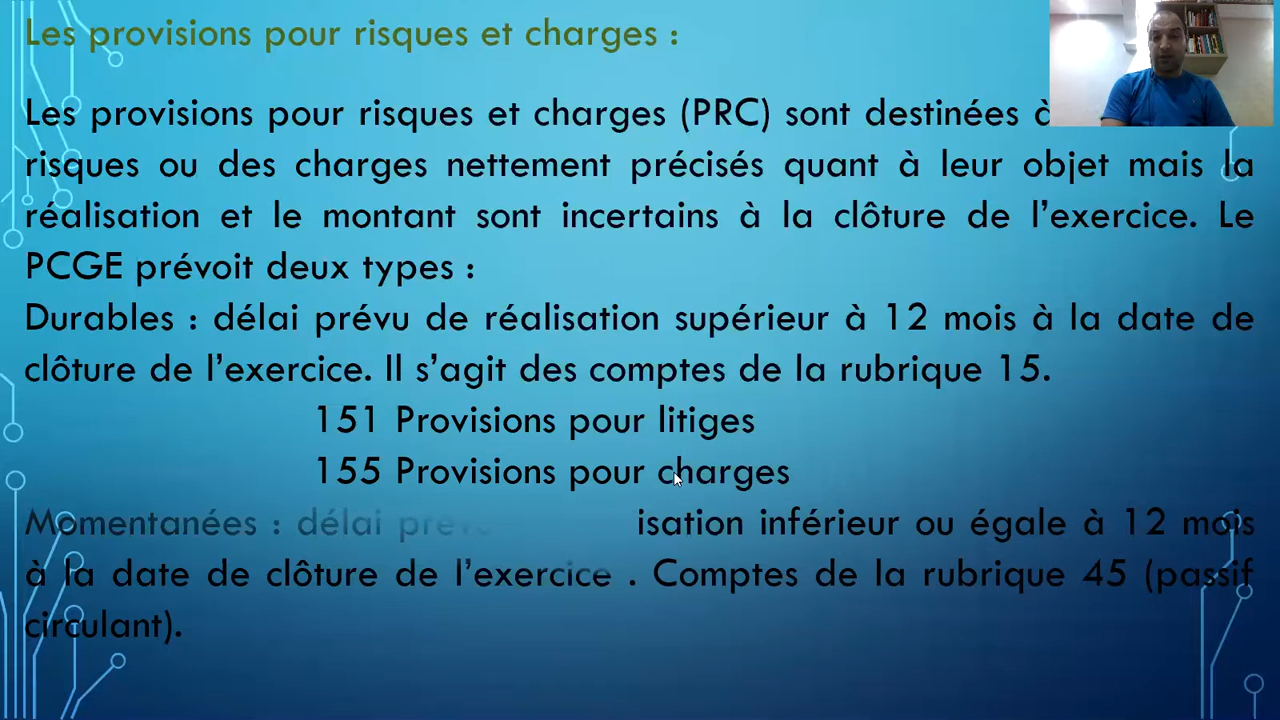 Les provisions pour risques et charges :
Les provisions pour risques et charges (PRC) sont destinées à
risques ou des charges nettement précisés quant à leur objet mais la
réalisation et le montant sont incertains à la clôture de l’exercice. Le
PCGE prévoit deux types :
Durables : délai prévu de réalisation supérieur à 12 mois à la date de
clôture de l’exercice. Il s’agit des comptes de la rubrique 15.
151 Provisions pour litiges
155 Provisions pour charges
Momentanées : délai prévu isation inférieur ou égale à 12 mois
à la date de clôture de l’exercice . Comptes de la rubrique 45 (passif
circulant).